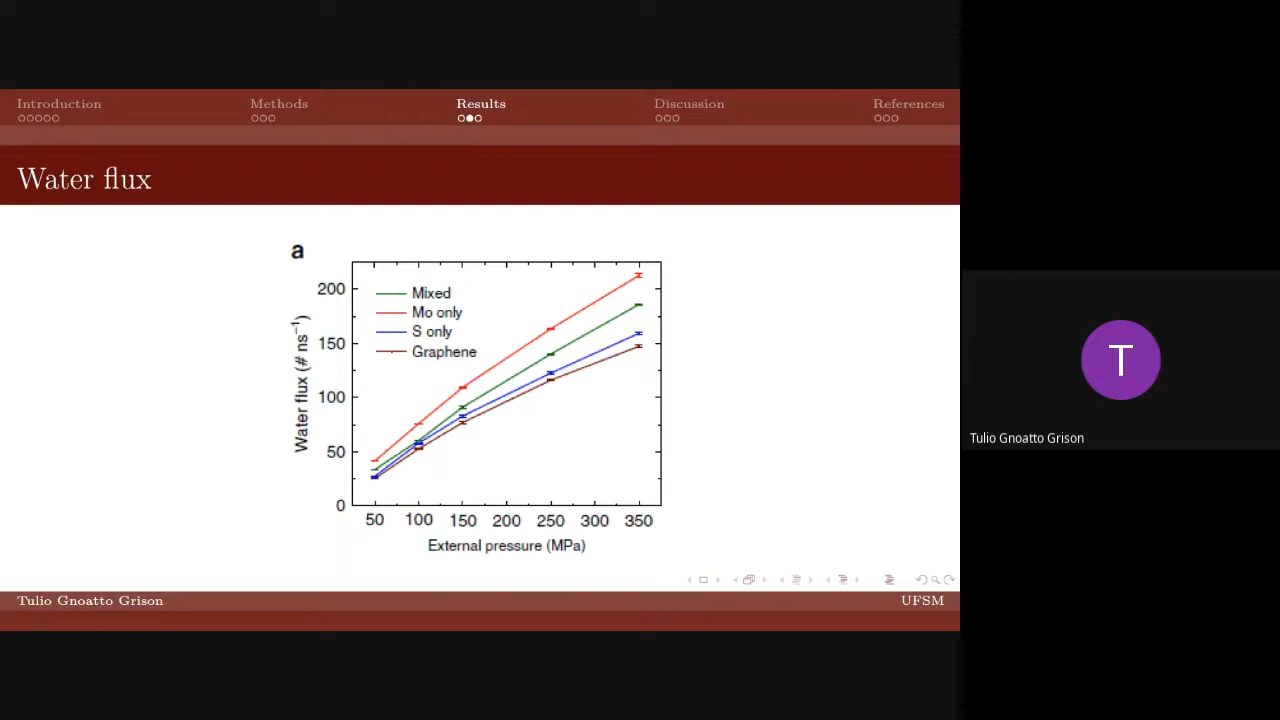 Introduction Methods Results Discussion References
Water flux
a
Mixed
Mo only
S only
Graphene
200
150
100
50
0
Water flux (# ns⁻¹)
50 100 150 200 250 300 350
External pressure (MPa)
Tulio Gnoatto Grison UFSM
T
Tulio Gnoatto Grison